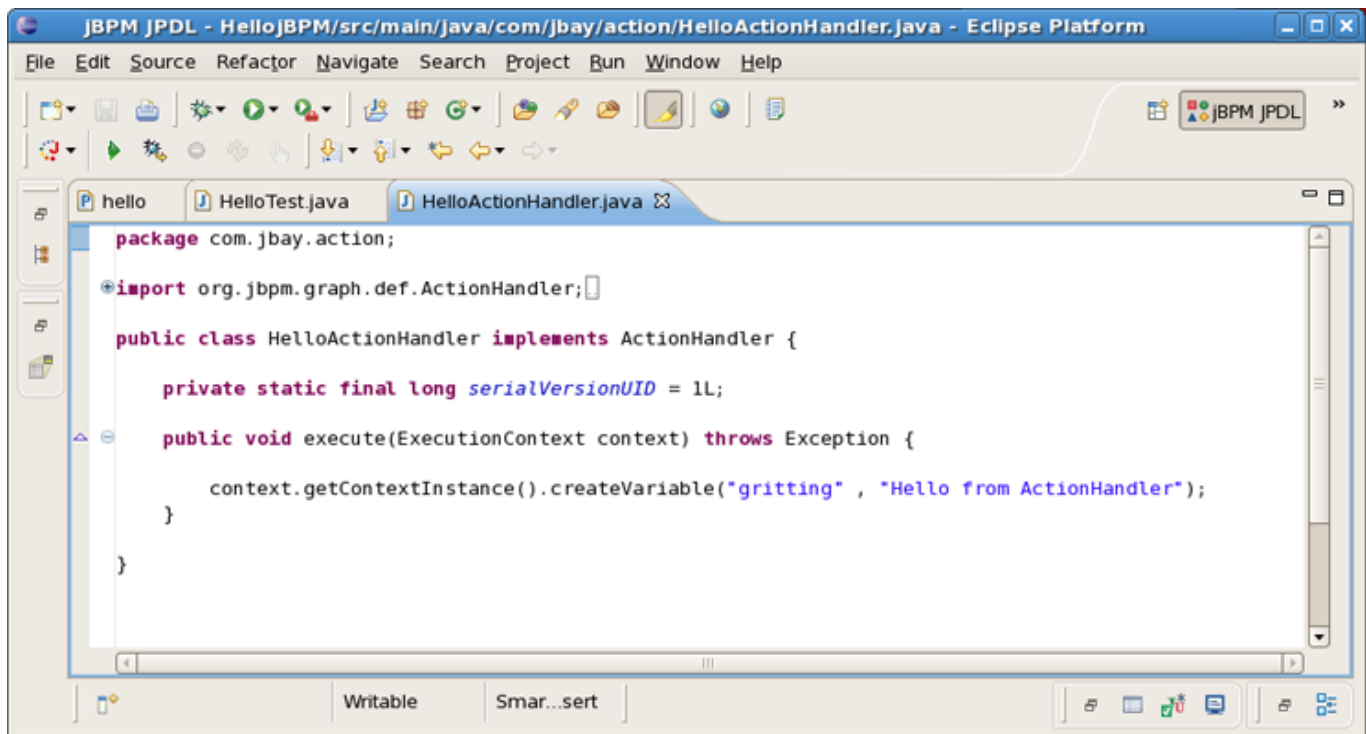 jBPM JPDL - HellojBPM/src/main/java/com/jbay/action/HelloActionHandler.java - Eclipse Platform
File Edit Source Refactor Navigate Search Project Run Window Help
jBPM JPDL »
hello HelloTest.java HelloActionHandler.java
package com.jbay.action;
import org.jbpm.graph.def.ActionHandler;
public class HelloActionHandler implements ActionHandler {
private static final long serialVersionUID = 1L;
public void execute(ExecutionContext context) throws Exception {
context.getContextInstance().createVariable("gritting" , "Hello from ActionHandler");
}
}
Writable Smar...sert